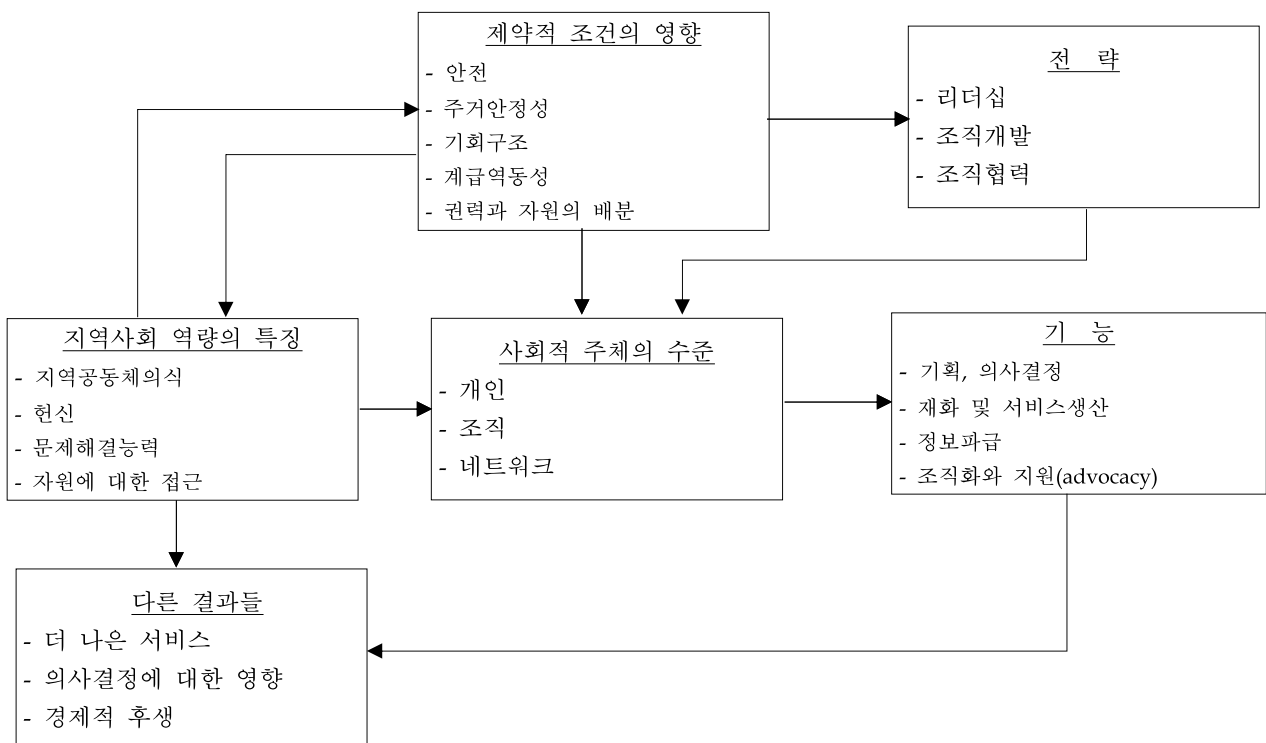 제약적 조건의 영향
- 안전
- 주거안정성
- 기회구조
- 계급역동성
- 권력과 자원의 배분
전 략
- 리더십
- 조직개발
- 조직협력
지역사회 역량의 특징
- 지역공동체의식
- 헌신
- 문제해결능력
- 자원에 대한 접근
사회적 주체의 수준
- 개인
- 조직
- 네트워크
기 능
- 기획, 의사결정
- 재화 및 서비스생산
- 정보파급
- 조직화와 지원(advocacy)
다른 결과들
- 더 나은 서비스
- 의사결정에 대한 영향
- 경제적 후생